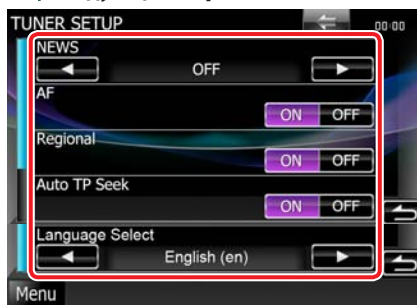 TUNER SETUP 00:00
NEWS
OFF
AF
ON OFF
Regional
ON OFF
Auto TP Seek
ON OFF
Language Select
English (en)
Menu